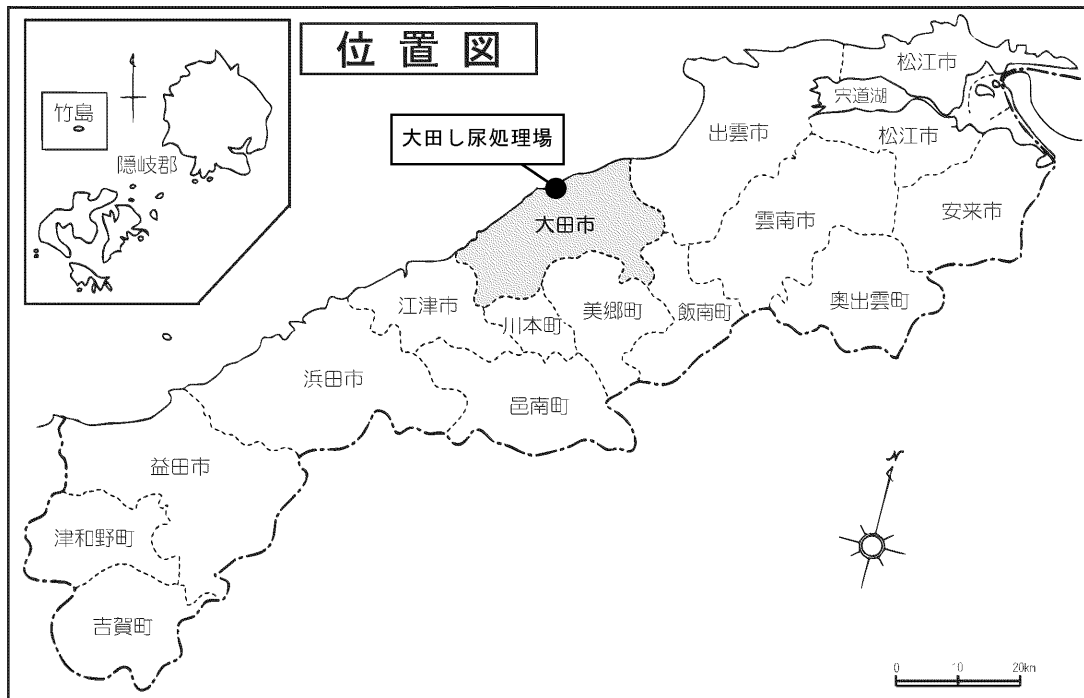 位置図
竹島
隠岐郡
松江市
宍道湖
出雲市
松江市
大田し尿処理場
安来市
大田市
雲南市
奥出雲町
江津市
川本町
美郷町
飯南町
浜田市
邑南町
益田市
津和野町
吉賀町
N
0 10 20km